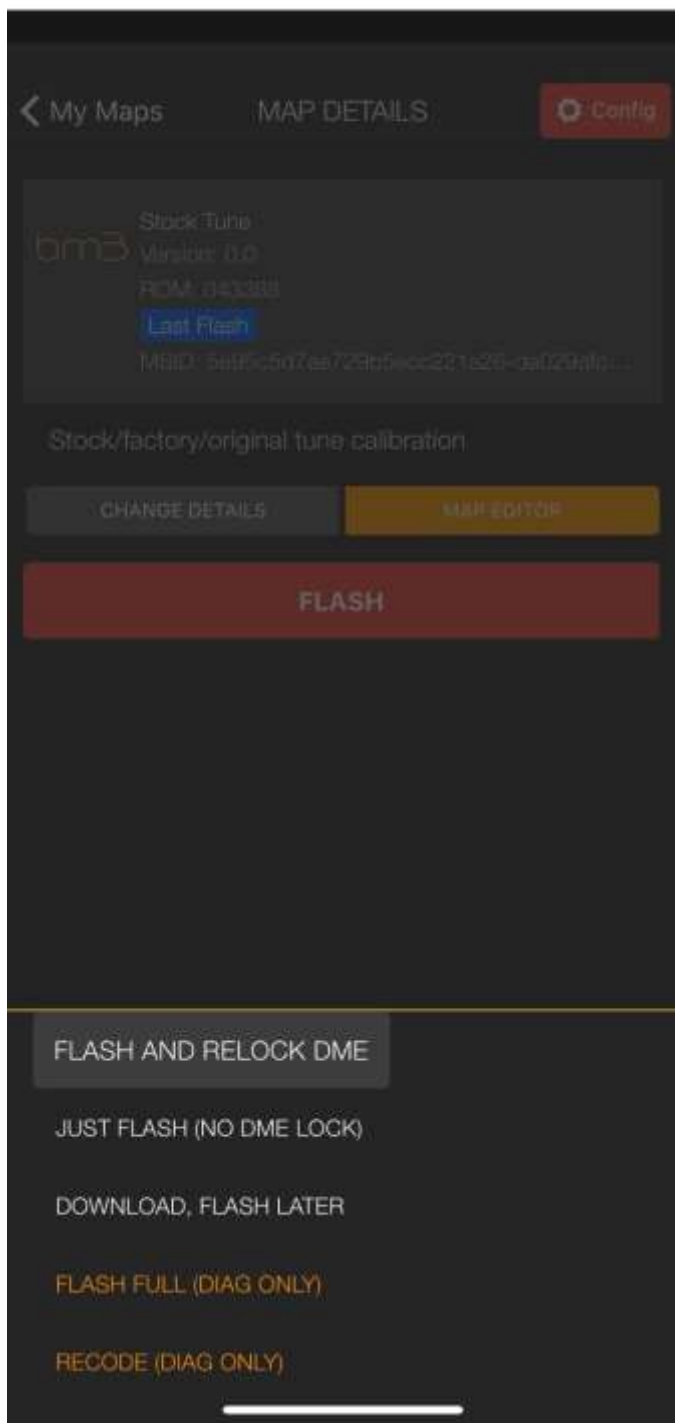 My Maps
MAP DETAILS
Config
bm3
Stock Tune
Version: 0.0
Last Flash
Stock/factory/original tune calibration
CHANGE DETAILS
MAP EDITOR
FLASH
FLASH AND RELOCK DME
JUST FLASH (NO DME LOCK)
DOWNLOAD, FLASH LATER
FLASH FULL (DIAG ONLY)
RECODE (DIAG ONLY)